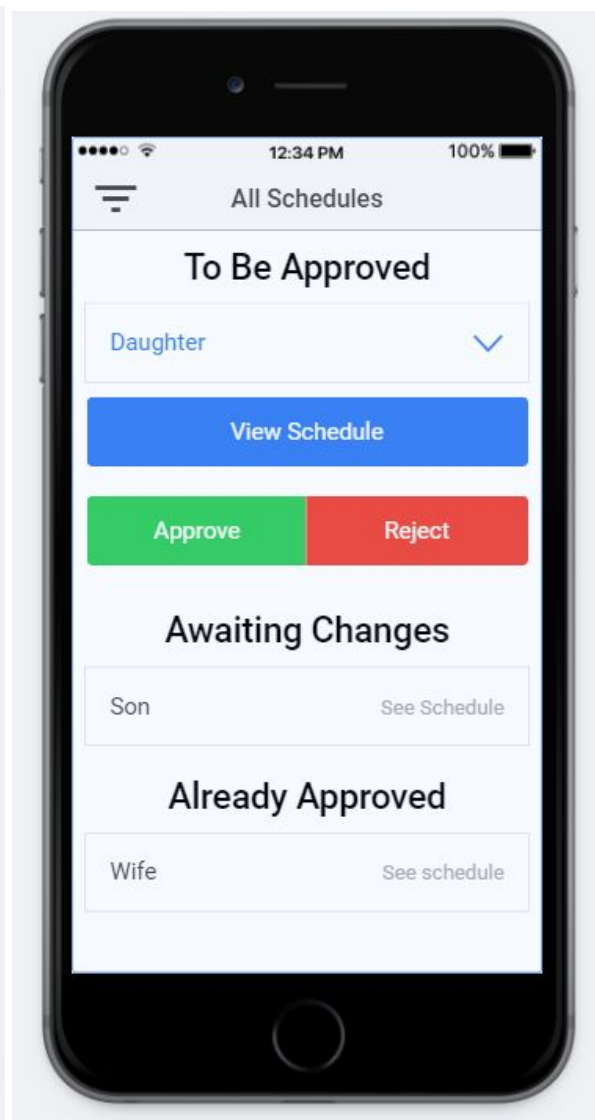 12:34 PM 100%
All Schedules
To Be Approved
Daughter
View Schedule
Approve Reject
Awaiting Changes
Son See Schedule
Already Approved
Wife See schedule